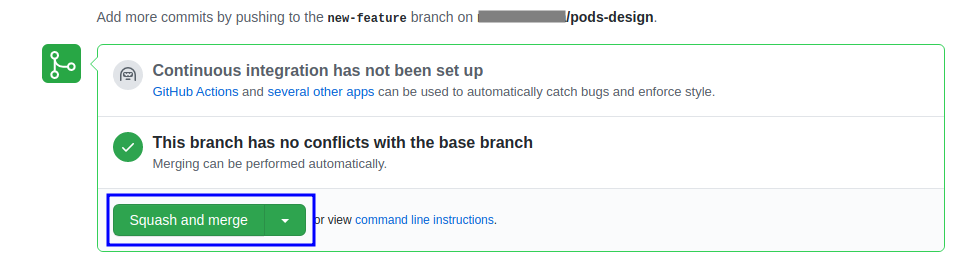 Add more commits by pushing to the new-feature branch on /pods-design.
Continuous integration has not been set up
GitHub Actions and several other apps can be used to automatically catch bugs and enforce style.
This branch has no conflicts with the base branch
Merging can be performed automatically.
Squash and merge or view command line instructions.